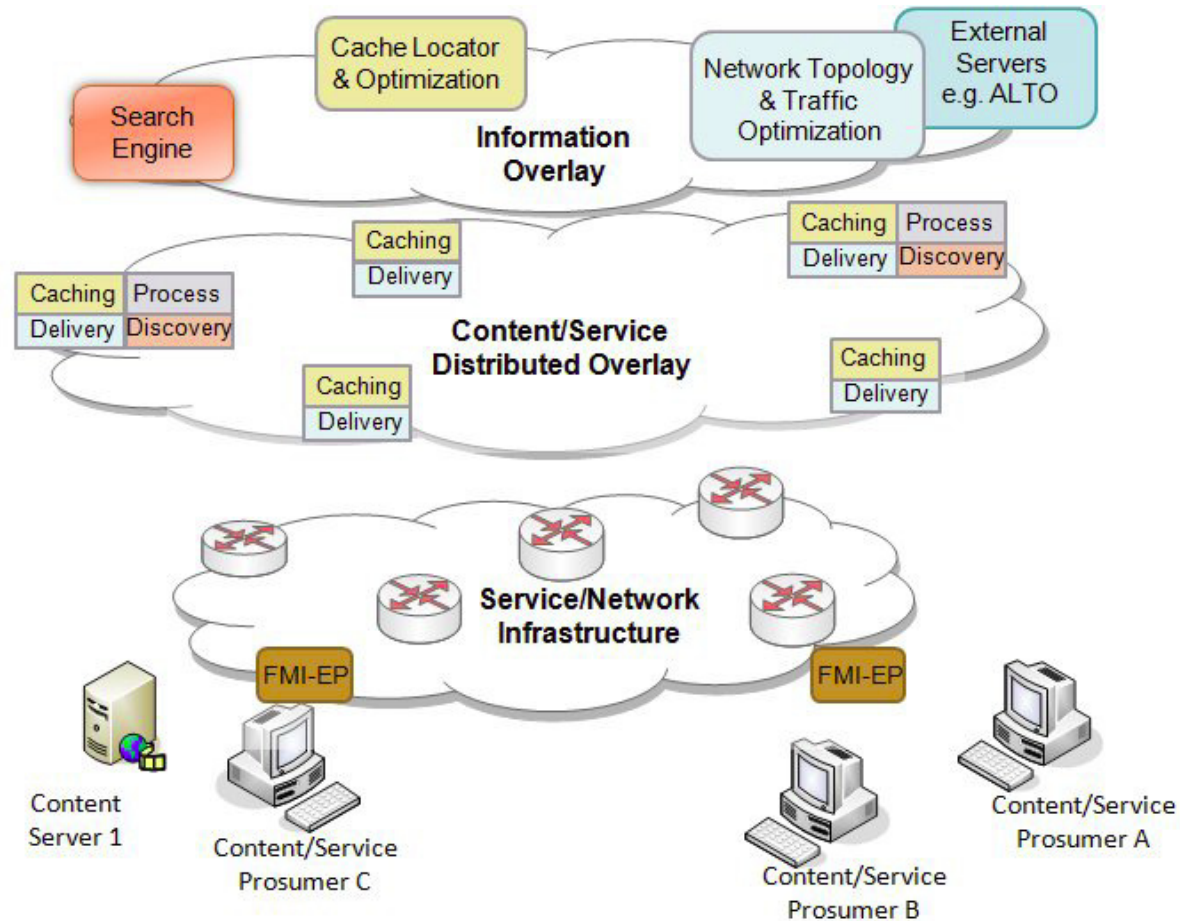 Cache Locator
& Optimization
External
Servers
e.g. ALTO
Network Topology
& Traffic
Optimization
Search
Engine
Information
Overlay
Caching
Delivery
Caching Process
Delivery Discovery
Caching Process
Delivery Discovery
Content/Service
Distributed Overlay
Caching
Delivery
Caching
Delivery
Service/Network
Infrastructure
FMI-EP
FMI-EP
Content
Server 1
Content/Service
Prosumer C
Content/Service
Prosumer B
Content/Service
Prosumer A